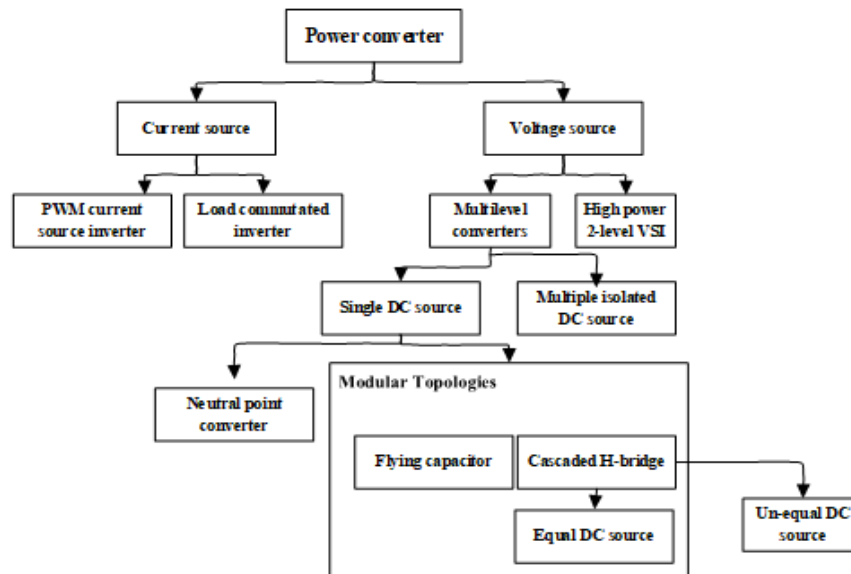 Power converter
Current source
Voltage source
PWM current
source inverter
Load commutated
inverter
Multilevel
converters
High power
2-level VSI
Single DC source
Multiple isolated
DC source
Modular Topologies
Neutral point
converter
Flying capacitor
Cascaded H-bridge
Equal DC source
Un-equal DC
source